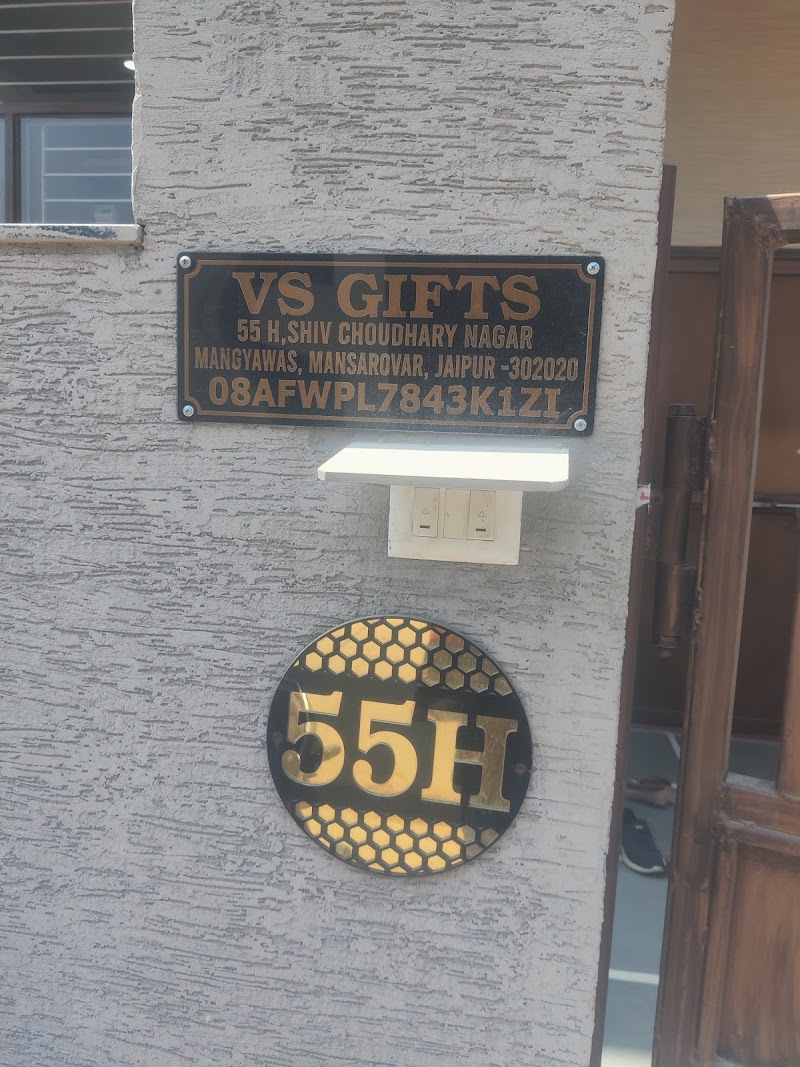 VS GIFTS
55 H,SHIV CHOUDHARY NAGAR
MANGYAWAS, MANSAROVAR, JAIPUR -302020
08AFWPL7843K1ZI
55H